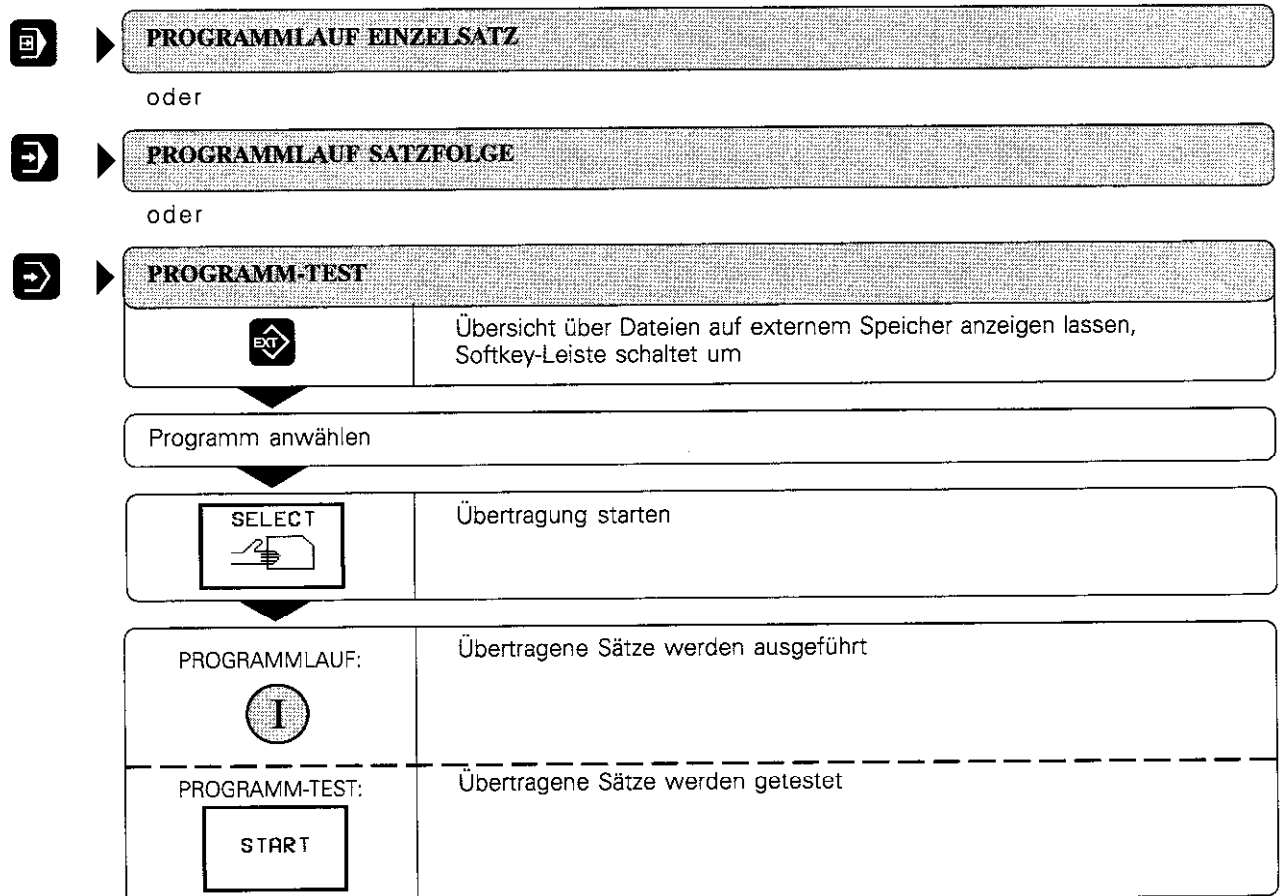 PROGRAMMLAUF EINZELSATZ
oder
PROGRAMMLAUF SATZFOLGE
oder
PROGRAMM-TEST
EXT
Übersicht über Dateien auf externem Speicher anzeigen lassen,
Softkey-Leiste schaltet um
Programm anwählen
SELECT
Übertragung starten
PROGRAMMLAUF:
I
Übertragene Sätze werden ausgeführt
PROGRAMM-TEST:
START
Übertragene Sätze werden getestet